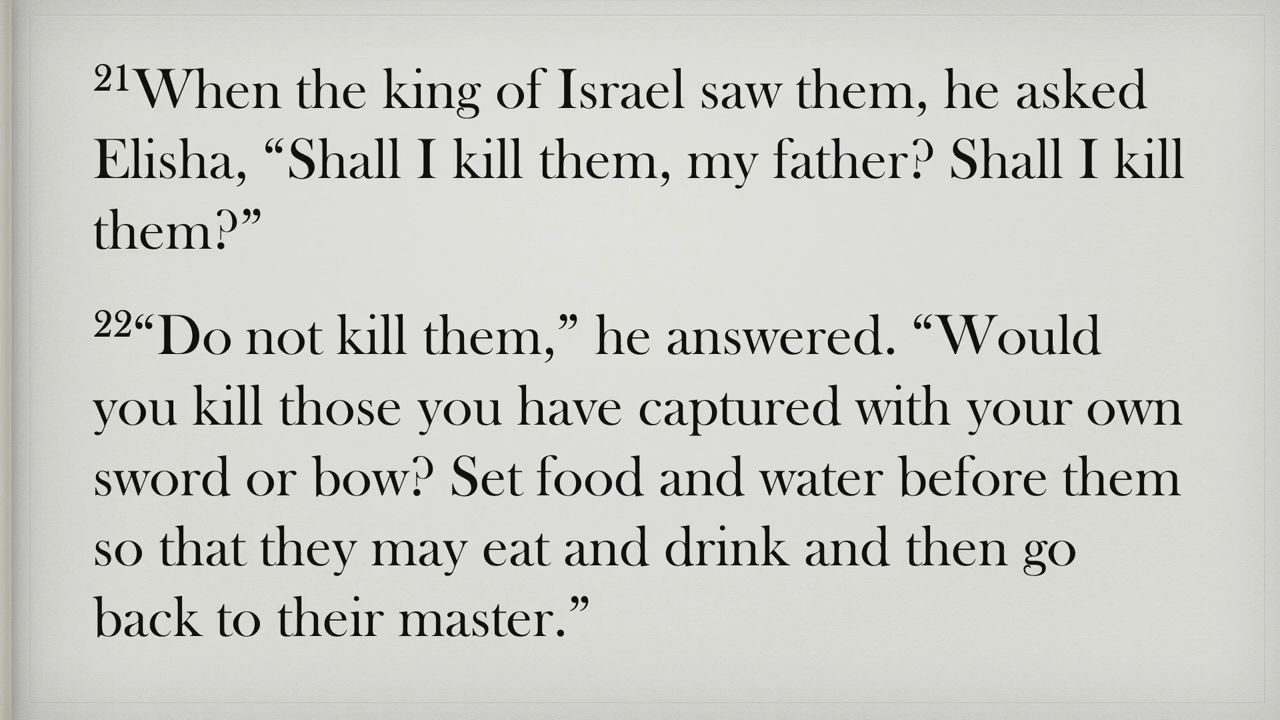 ²¹When the king of Israel saw them, he asked
Elisha, “Shall I kill them, my father? Shall I kill
them?”
²²“Do not kill them,” he answered. “Would
you kill those you have captured with your own
sword or bow? Set food and water before them
so that they may eat and drink and then go
back to their master.”